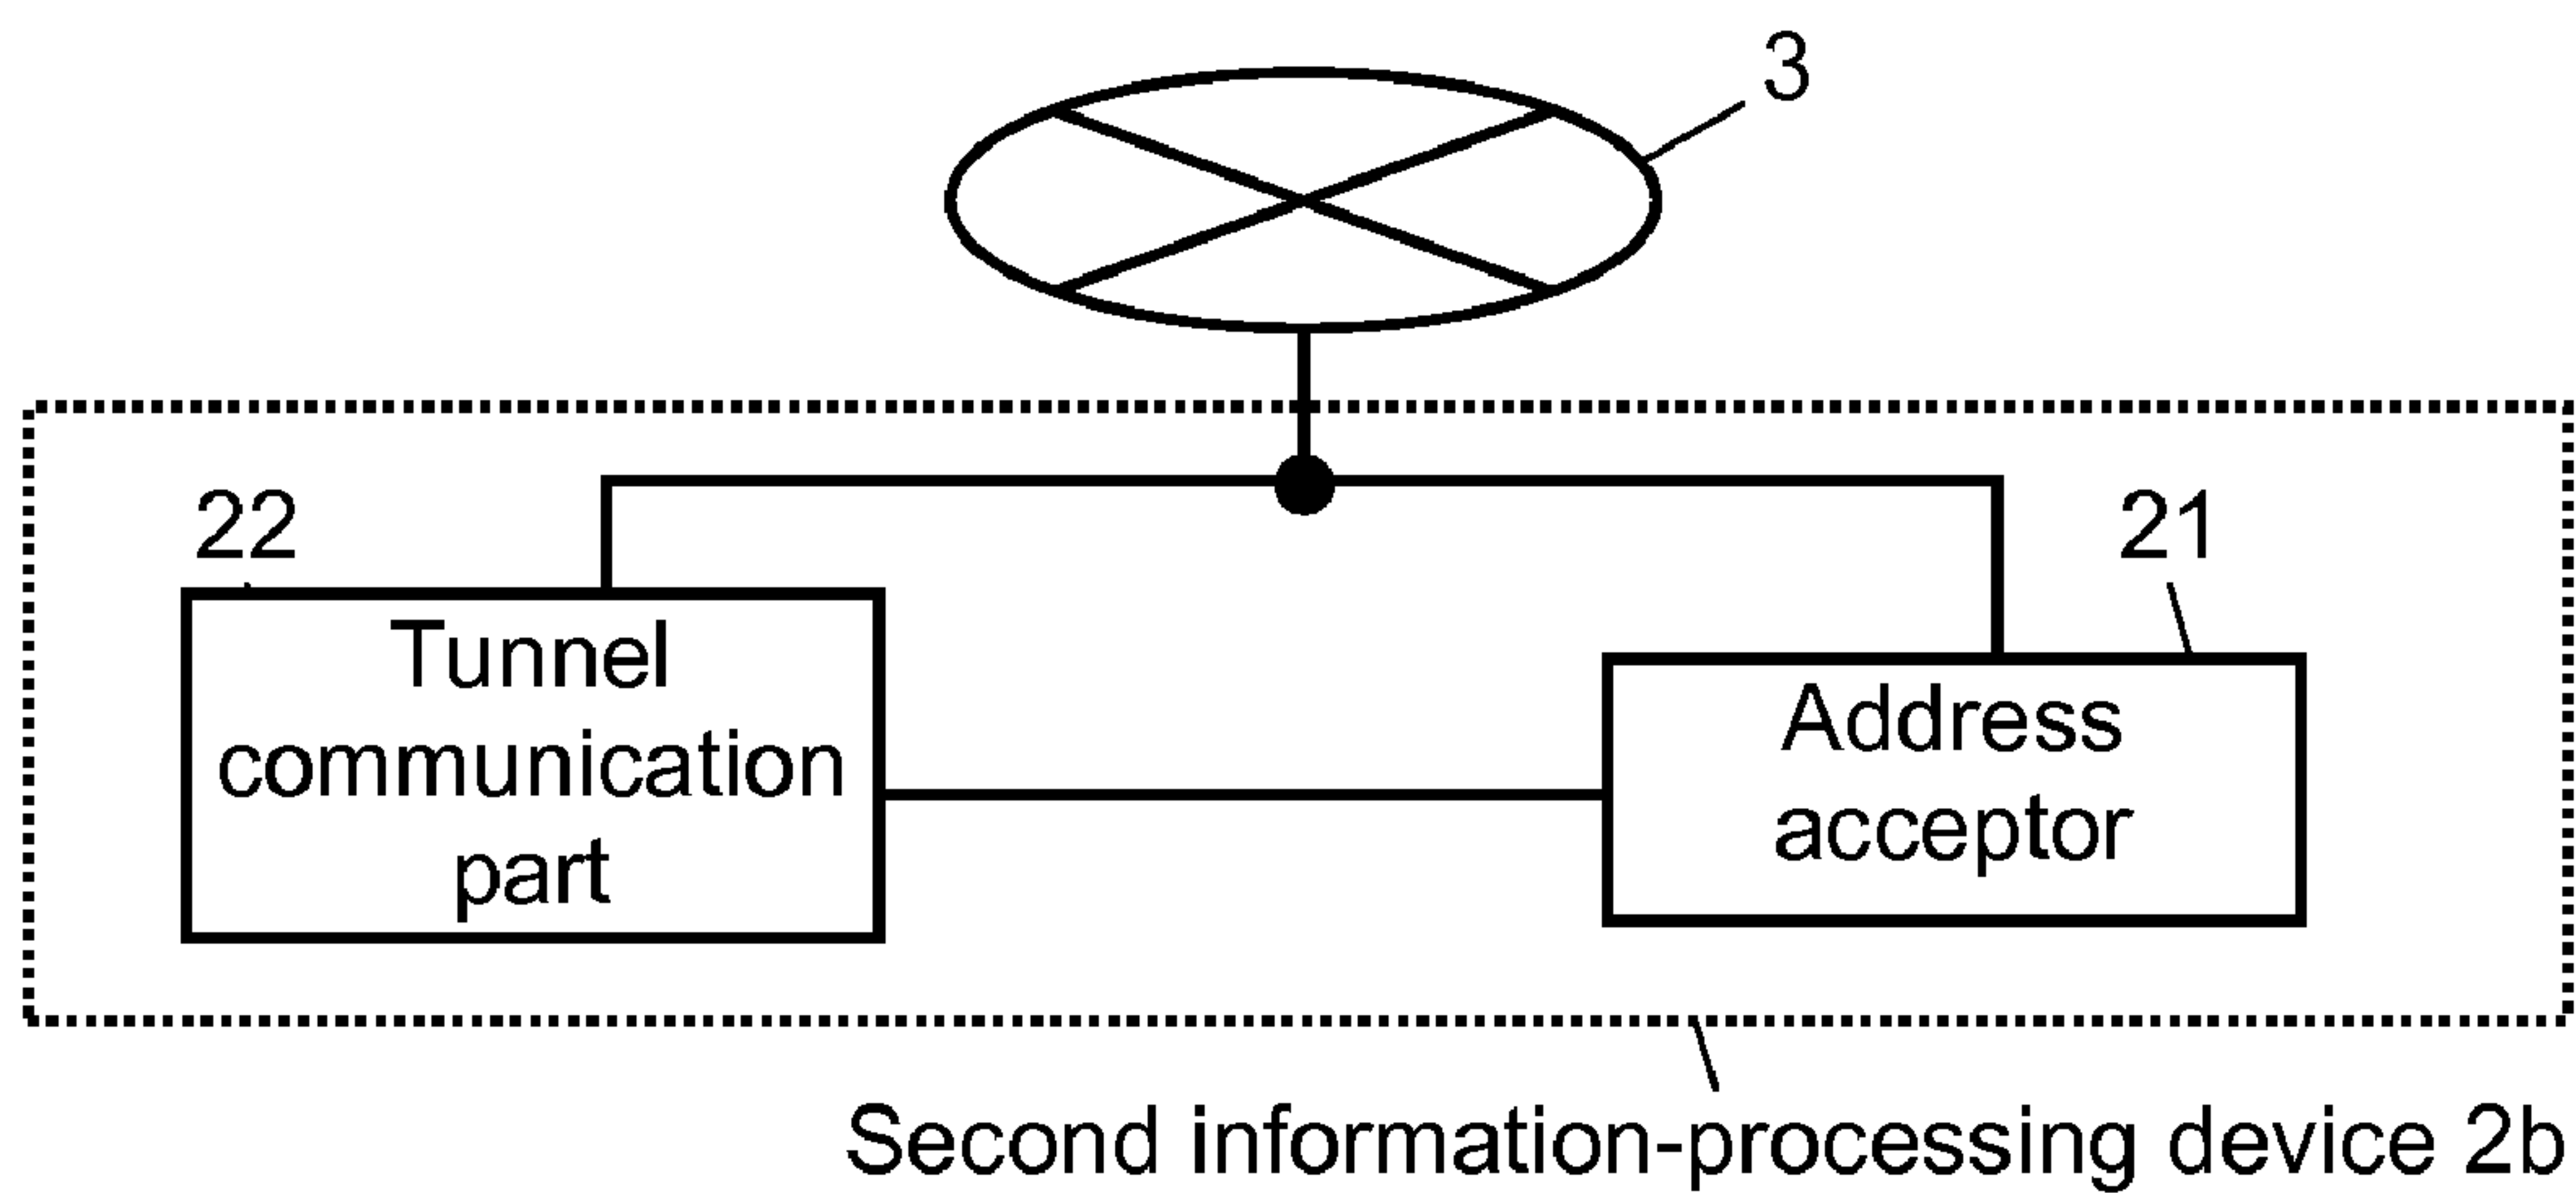 3
22
21
Tunnel
communication
part
Address
acceptor
Second information-processing device 2b